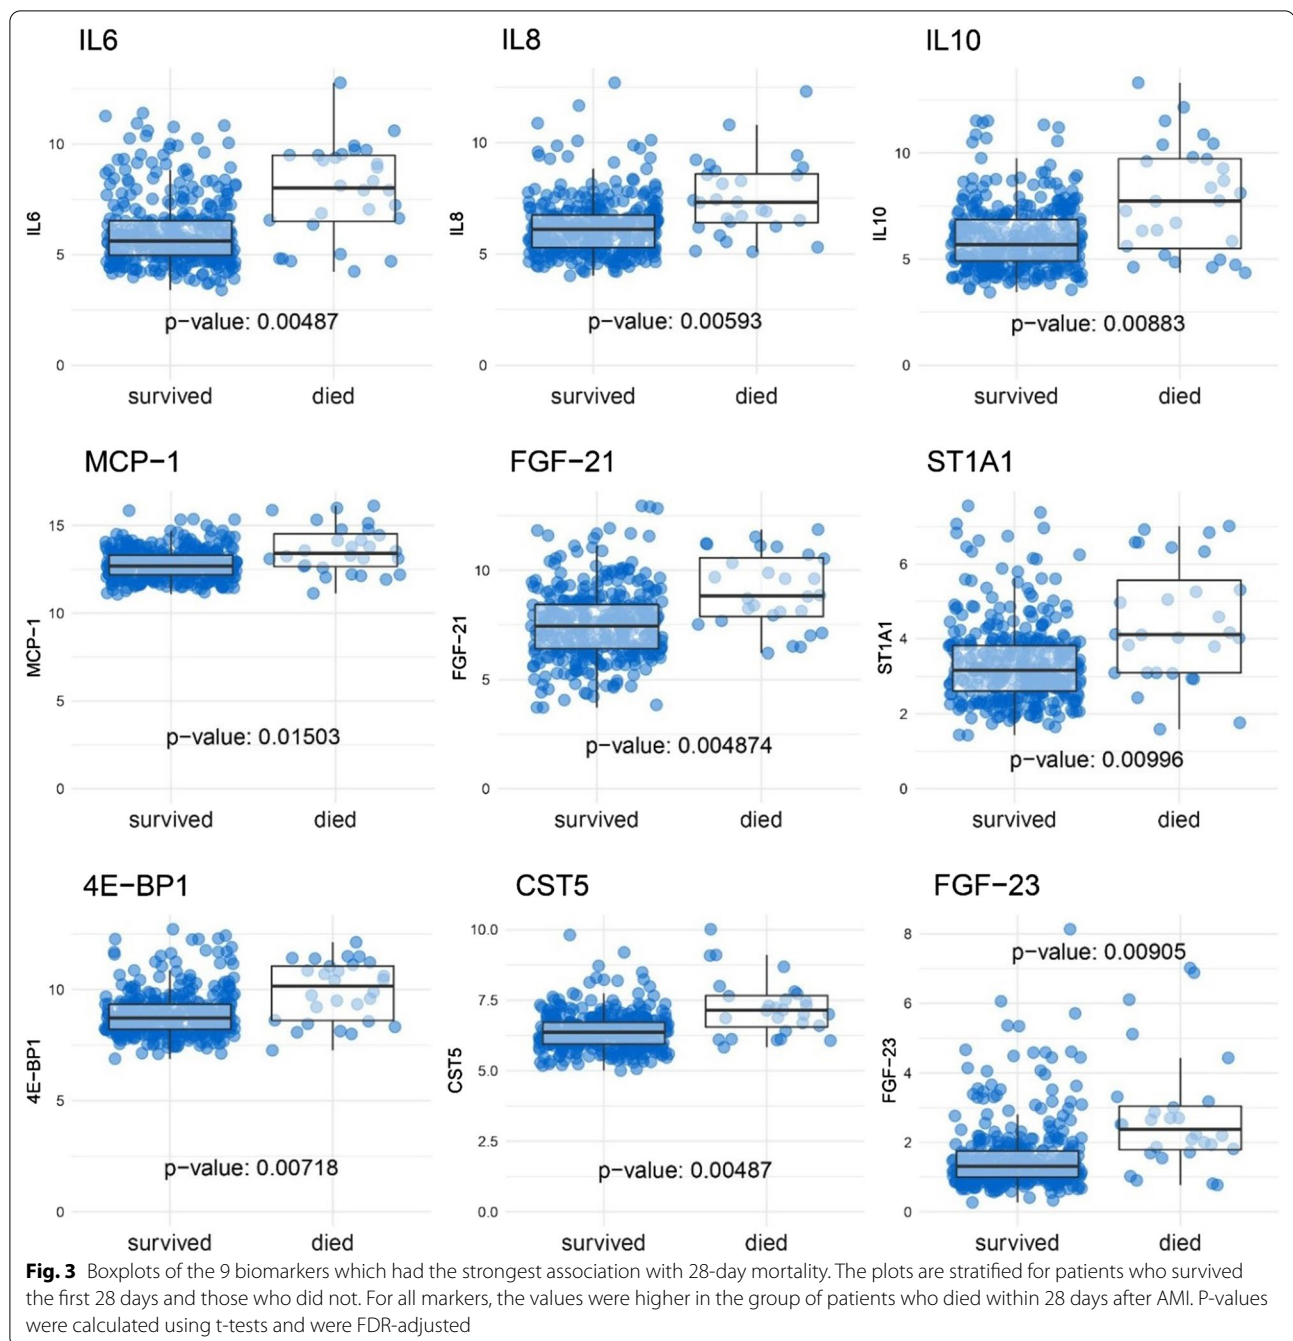 IL6
IL8
IL10
10
5
0
IL6
p-value: 0.00487
survived
died
10
5
0
IL8
p-value: 0.00593
survived
died
10
5
0
IL10
p-value: 0.00883
survived
died
MCP-1
FGF-21
ST1A1
15
10
5
0
MCP-1
p-value: 0.01503
survived
died
10
5
0
FGF-21
p-value: 0.004874
survived
died
6
4
2
0
ST1A1
p-value: 0.00996
survived
died
4E-BP1
CST5
FGF-23
10
5
0
4E-BP1
p-value: 0.00718
survived
died
10.0
7.5
5.0
2.5
0.0
CST5
p-value: 0.00487
survived
died
8
6
4
2
0
FGF-23
p-value: 0.00905
survived
died
Fig. 3 Boxplots of the 9 biomarkers which had the strongest association with 28-day mortality. The plots are stratified for patients who survived
the first 28 days and those who did not. For all markers, the values were higher in the group of patients who died within 28 days after AMI. P-values
were calculated using t-tests and were FDR-adjusted